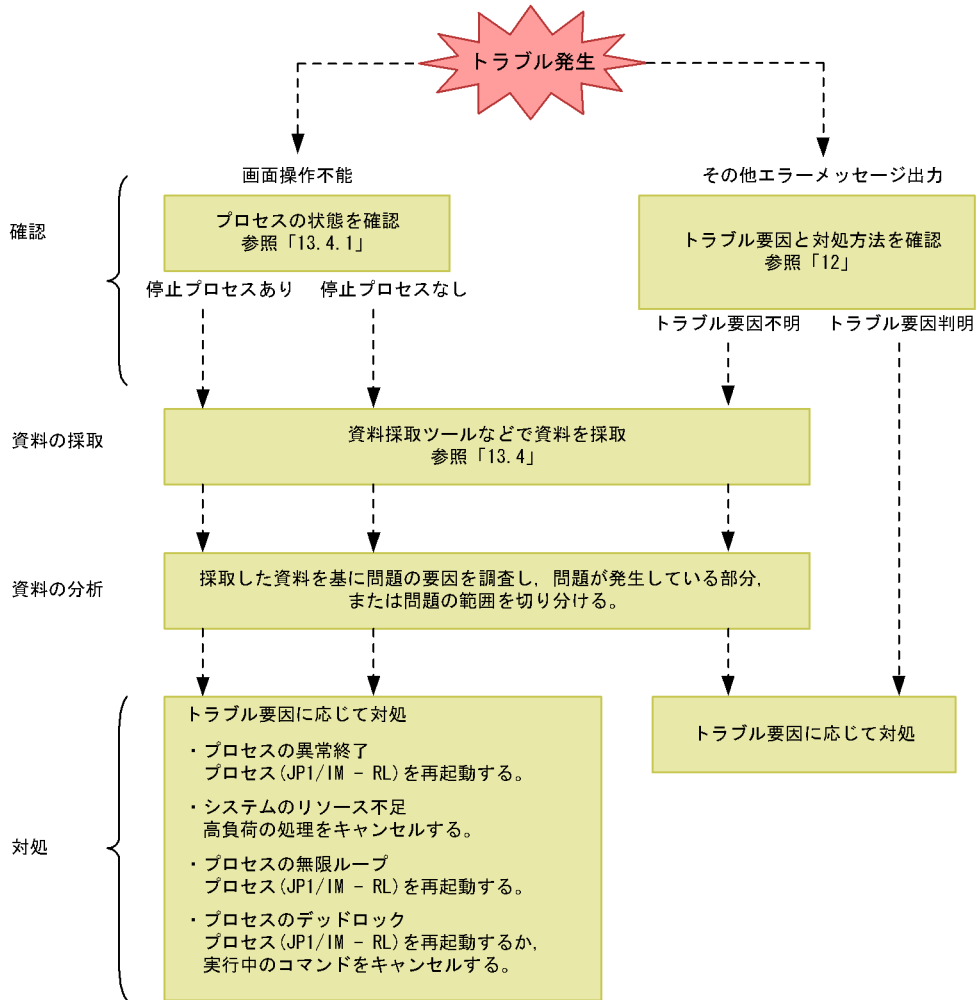 トラブル発生
画面操作不能
その他エラーメッセージ出力
確認
プロセスの状態を確認
参照「13.4.1」
トラブル要因と対処方法を確認
参照「12」
停止プロセスあり
停止プロセスなし
トラブル要因不明
トラブル要因判明
資料の採取
資料採取ツールなどで資料を採取
参照「13.4」
資料の分析
採取した資料を基に問題の要因を調査し，問題が発生している部分，
または問題の範囲を切り分ける。
対処
トラブル要因に応じて対処
・プロセスの異常終了
プロセス(JP1/IM - RL)を再起動する。
・システムのリソース不足
高負荷の処理をキャンセルする。
・プロセスの無限ループ
プロセス(JP1/IM - RL)を再起動する。
・プロセスのデッドロック
プロセス(JP1/IM - RL)を再起動するか，
実行中のコマンドをキャンセルする。
トラブル要因に応じて対処